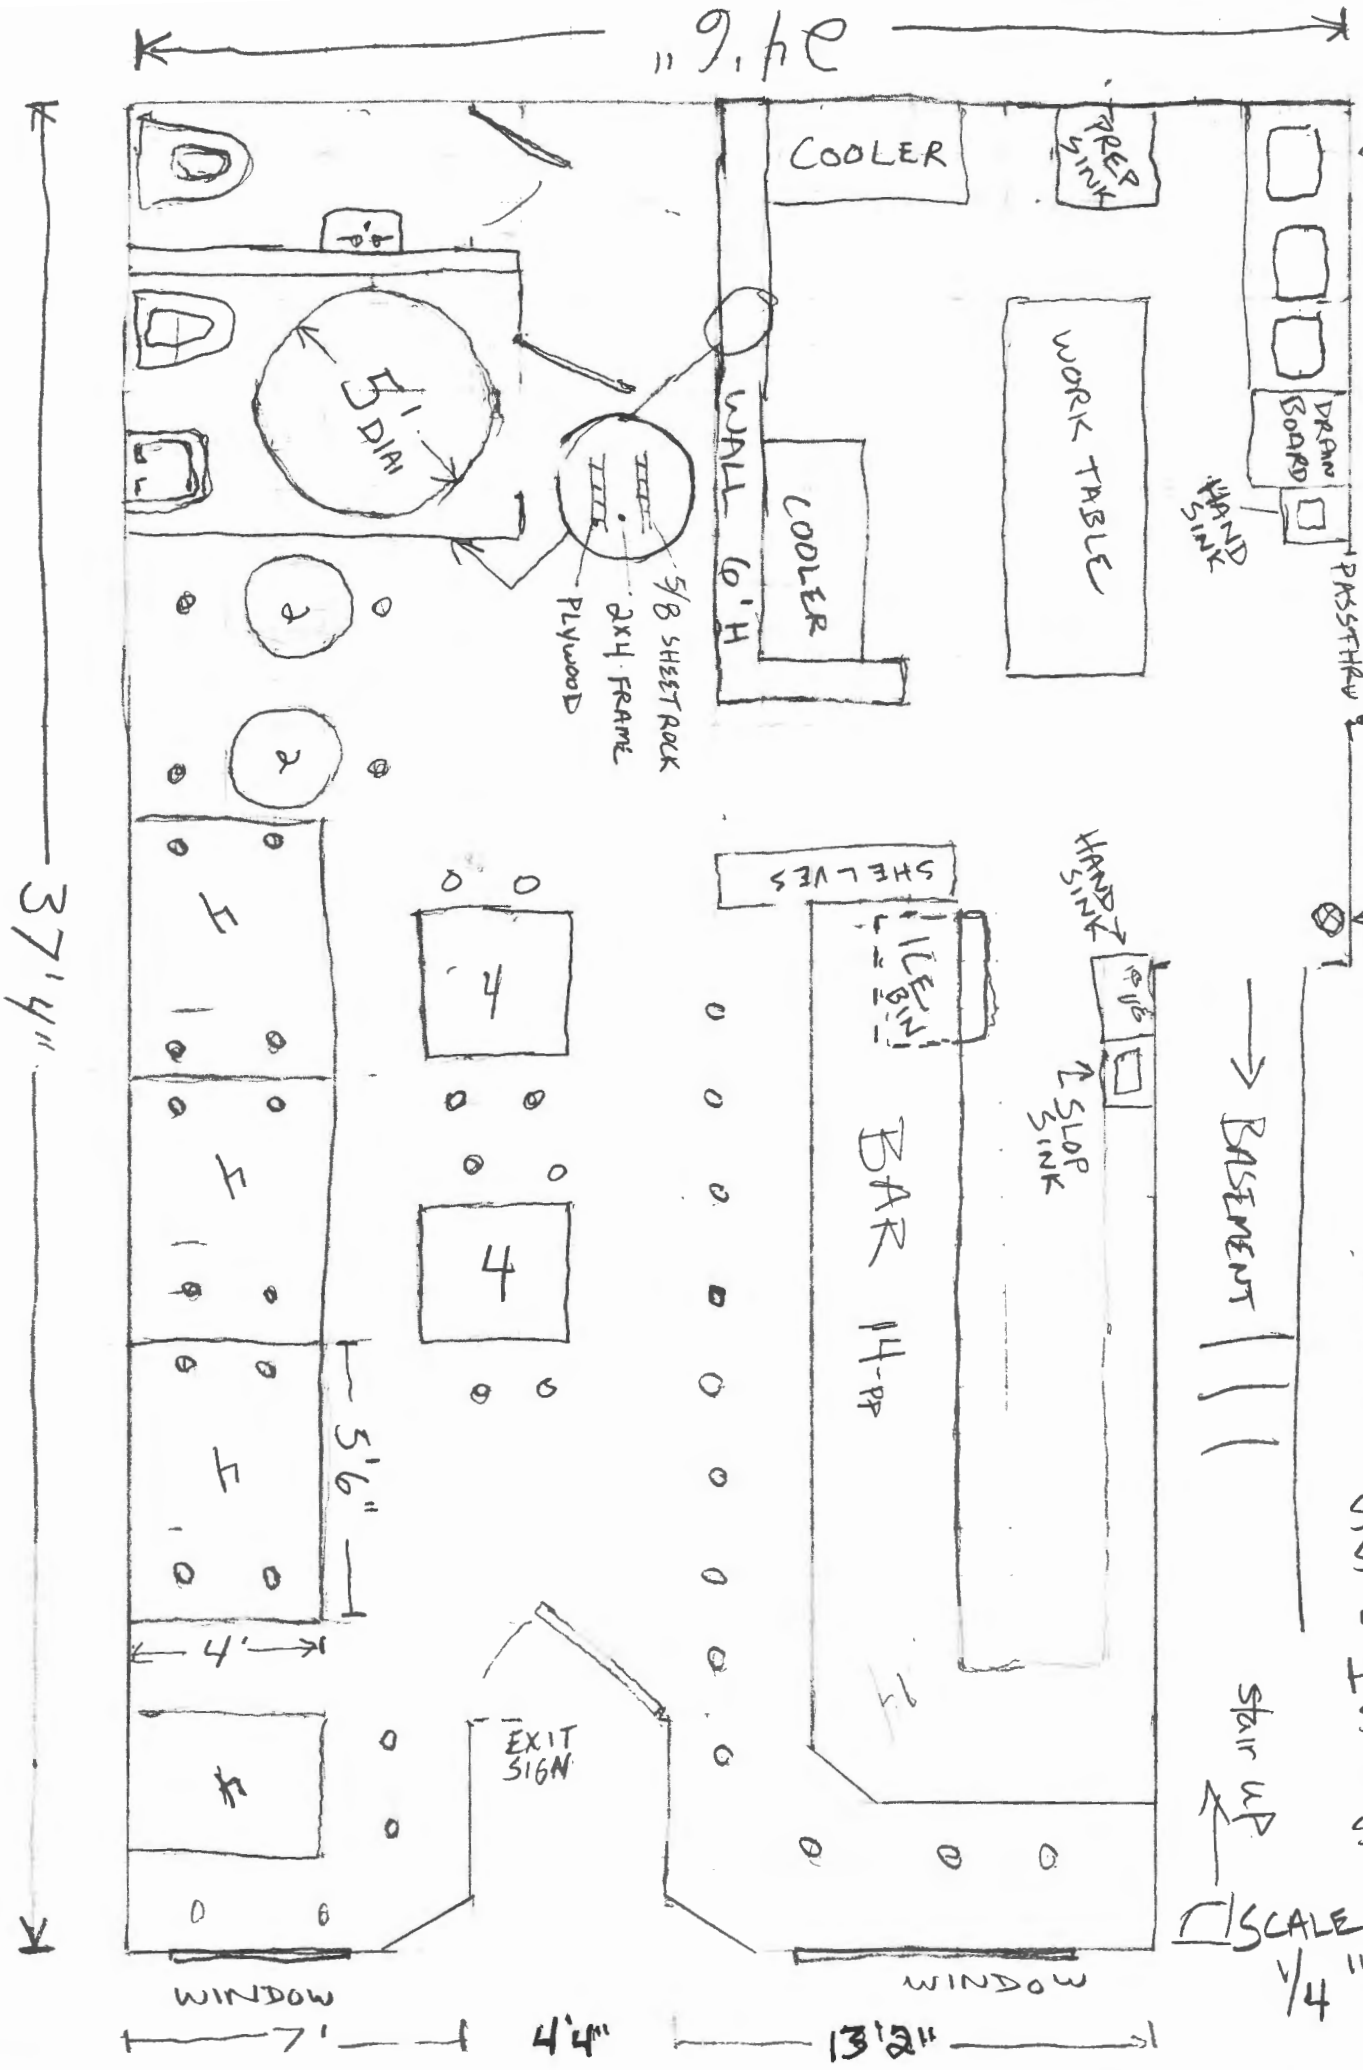 24'6"
COOLER
PREP
SINK
DRAIN
BOARD
HAND
SINK
PASSTHRU
WORK TABLE
5'
DIA
WALL 6'H
COOLER
5/8 SHEETROCK
2X4 FRAME
PLYWOOD
2
2
37'4"
SHELVES
HAND
SINK
ICE
BIN
SLOP
SINK
→ BASEMENT
4
4
4
4
4
BAR 14-PP
5'6"
4'
14
4
EXIT
SIGN
Stair up
SCALE
1/4 "
WINDOW
WINDOW
7'
4'4"
13'2"